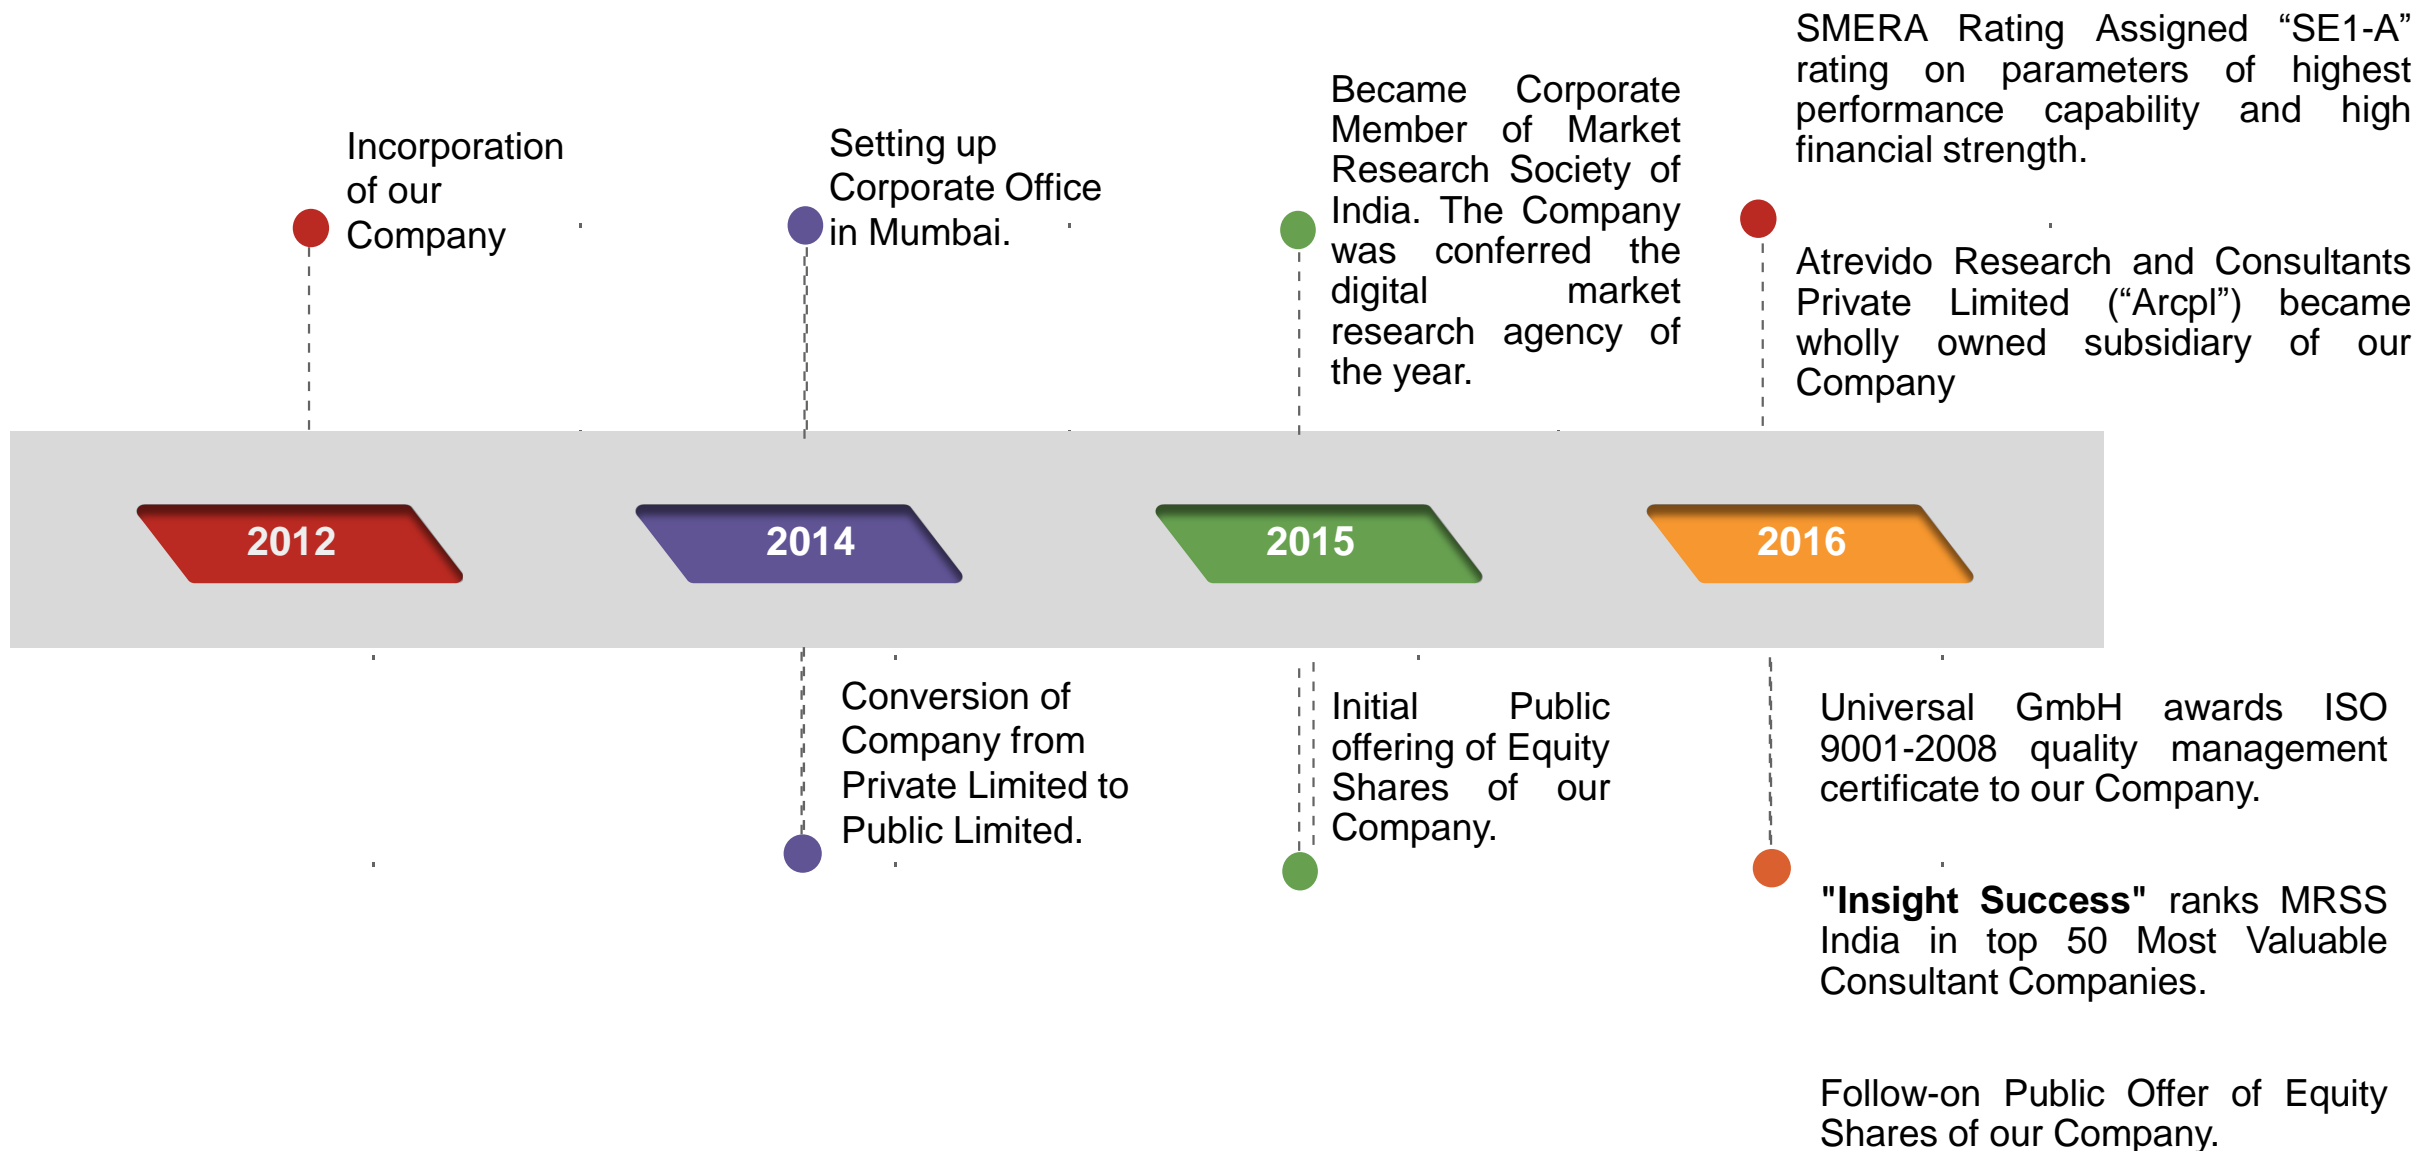 Incorporation
of our
Company
Setting up
Corporate Office
in Mumbai.
Became Corporate
Member of Market
Research Society of
India. The Company
was conferred the
digital market
research agency of
the year.
SMERA Rating Assigned “SE1-A”
rating on parameters of highest
performance capability and high
financial strength.
Atrevido Research and Consultants
Private Limited (“Arcpl”) became
wholly owned subsidiary of our
Company
2012
2014
2015
2016
Conversion of
Company from
Private Limited to
Public Limited.
Initial Public
offering of Equity
Shares of our
Company.
Universal GmbH awards ISO
9001-2008 quality management
certificate to our Company.
"Insight Success" ranks MRSS
India in top 50 Most Valuable
Consultant Companies.
Follow-on Public Offer of Equity
Shares of our Company.